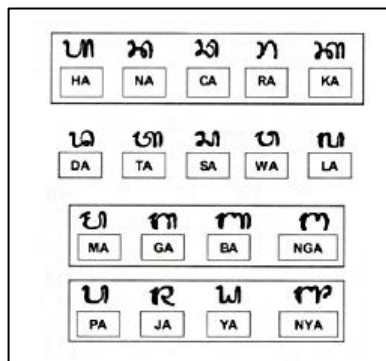 ᬳ ᬦ ᬘ ᬭ ᬓ
HA NA CA RA KA
ᬤ ᬢ ᬲ ᬯ ᬮ
DA TA SA WA LA
ᬫ ᬕ ᬩ ᬗ
MA GA BA NGA
ᬧ ᬚ ᬬ ᬜ
PA JA YA NYA